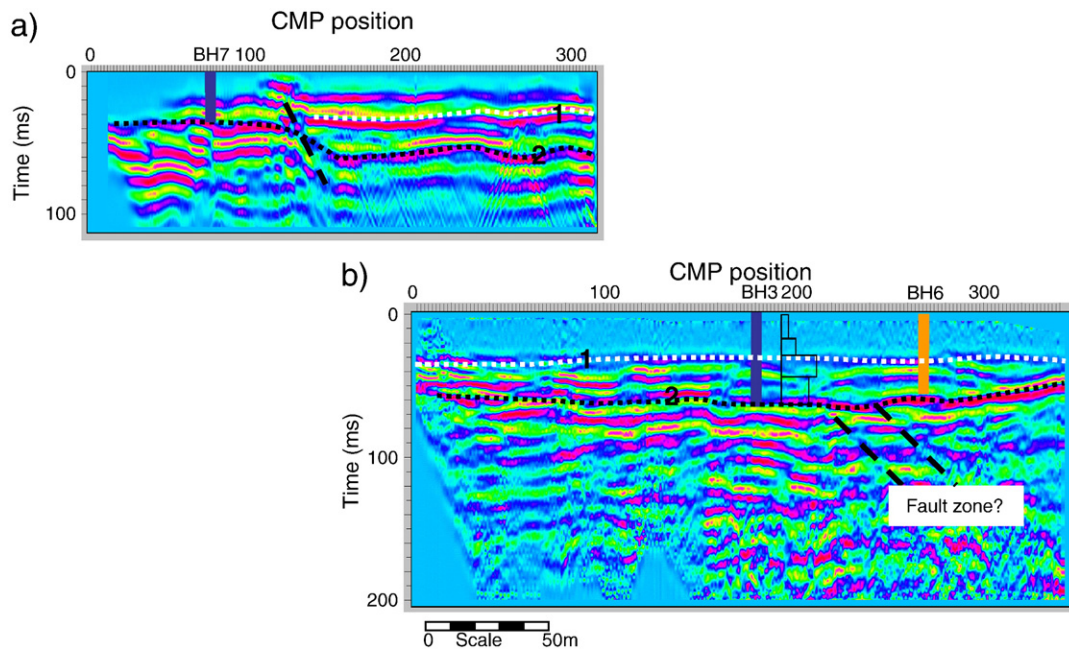 a)
CMP position
0 BH7 100 200 300
Time (ms)
0
100
1
2
b)
CMP position
0 100 BH3 200 BH6 300
Time (ms)
0
100
200
1
2
Fault zone?
0 Scale 50m